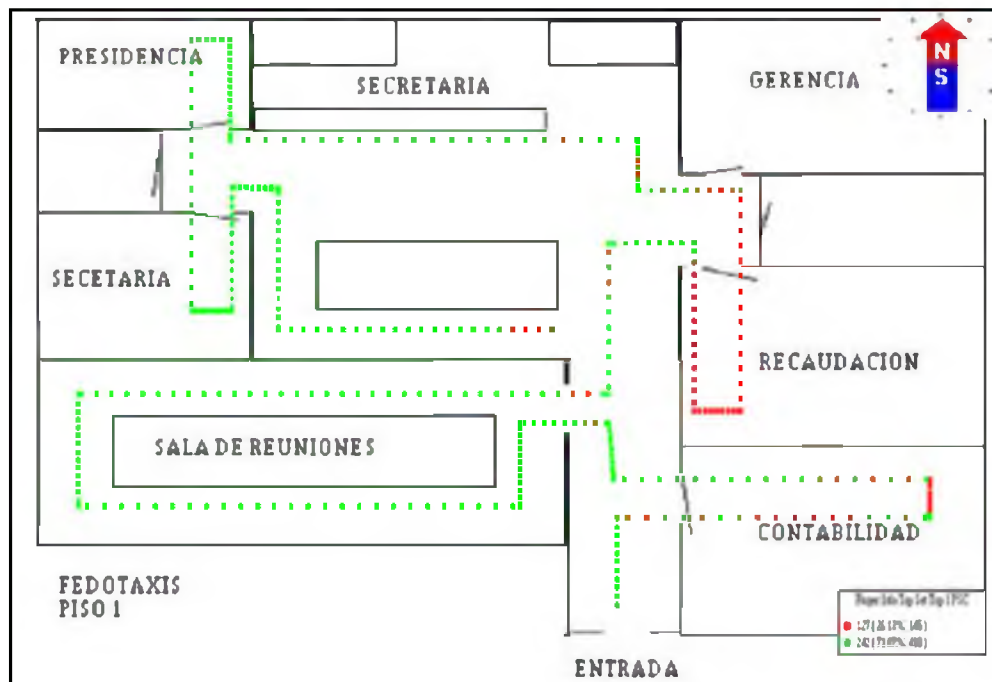 PRESIDENCIA
SECRETARIA
GERENCIA
N
S
SECETARIA
RECAUDACION
SALA DE REUNIONES
CONTABILIDAD
FEDOTAXIS
PISO 1
ENTRADA